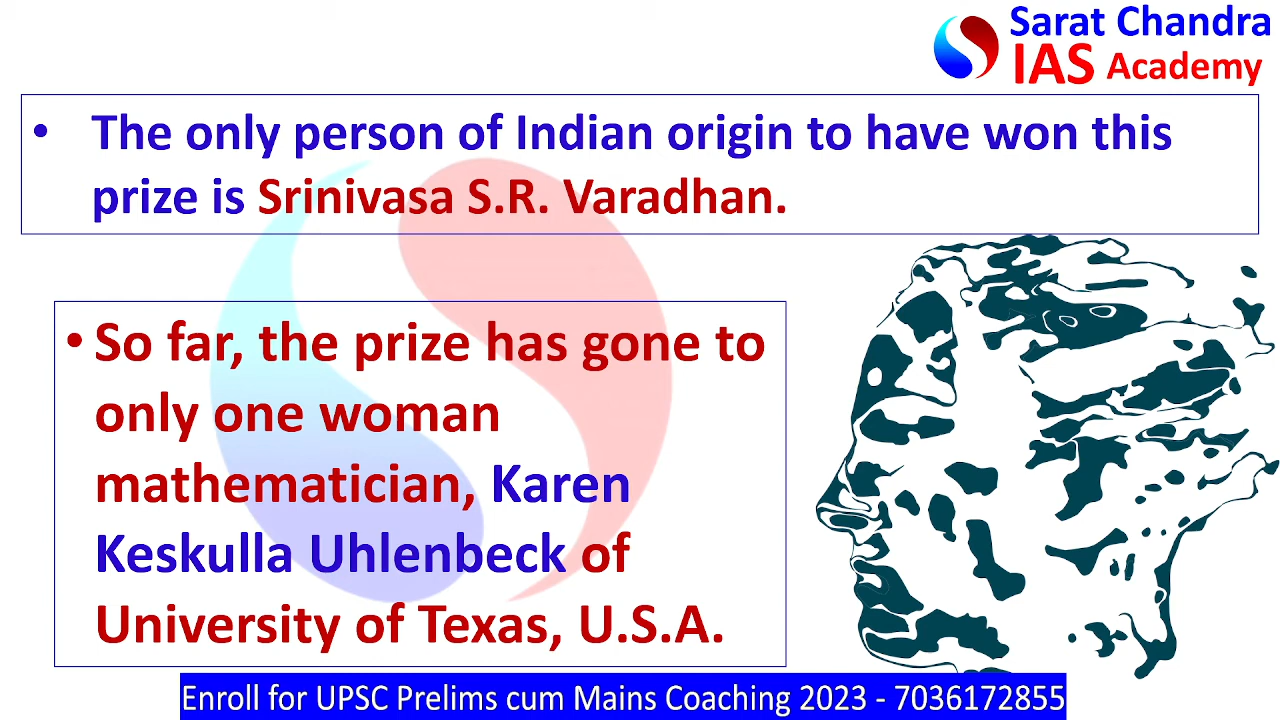 Sarat Chandra
IAS Academy
• The only person of Indian origin to have won this
prize is Srinivasa S.R. Varadhan.
• So far, the prize has gone to
only one woman
mathematician, Karen
Keskulla Uhlenbeck of
University of Texas, U.S.A.
Enroll for UPSC Prelims cum Mains Coaching 2023 - 7036172855